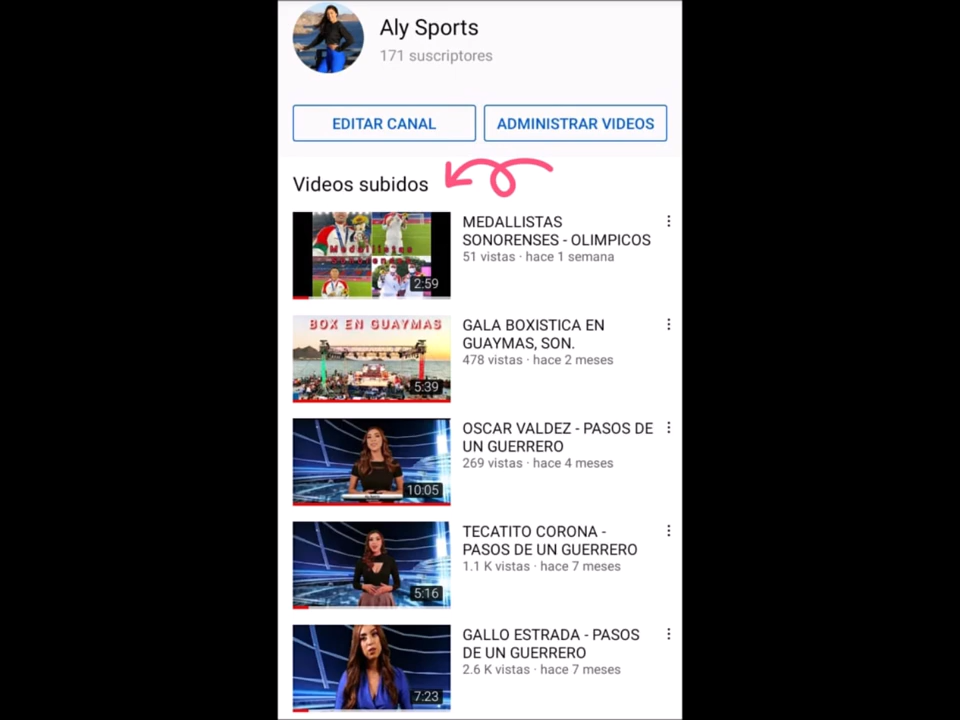 Aly Sports
171 suscriptores
EDITAR CANAL
ADMINISTRAR VIDEOS
Videos subidos
Medallistas
Sonorenses
2:59
MEDALLISTAS
SONORENSES - OLIMPICOS
51 vistas · hace 1 semana
BOX EN GUAYMAS
5:39
GALA BOXISTICA EN
GUAYMAS, SON.
478 vistas · hace 2 meses
10:05
OSCAR VALDEZ - PASOS DE
UN GUERRERO
269 vistas · hace 4 meses
5:16
TECATITO CORONA -
PASOS DE UN GUERRERO
1.1 K vistas · hace 7 meses
7:23
GALLO ESTRADA - PASOS
DE UN GUERRERO
2.6 K vistas · hace 7 meses